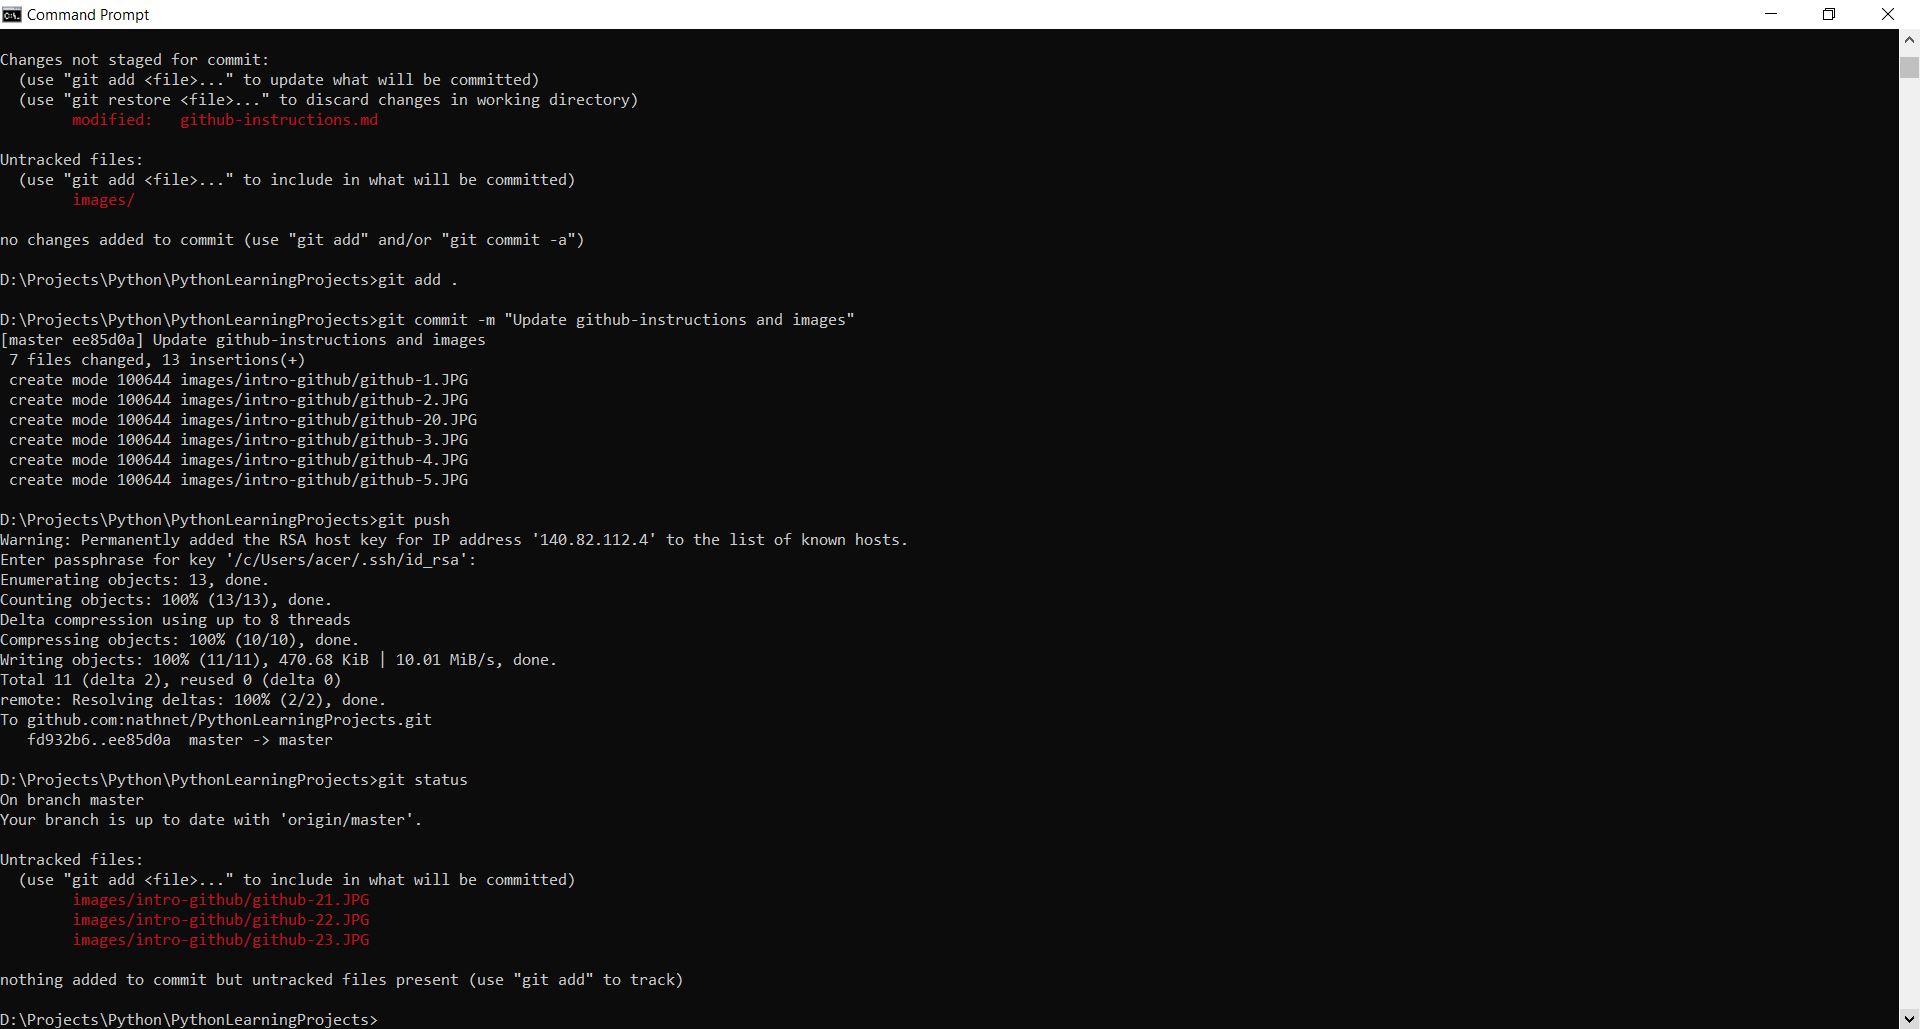 Command Prompt
Changes not staged for commit:
  (use "git add <file>..." to update what will be committed)
  (use "git restore <file>..." to discard changes in working directory)
        modified:   github-instructions.md

Untracked files:
  (use "git add <file>..." to include in what will be committed)
        images/

no changes added to commit (use "git add" and/or "git commit -a")

D:\Projects\Python\PythonLearningProjects>git add .

D:\Projects\Python\PythonLearningProjects>git commit -m "Update github-instructions and images"
[master ee85d0a] Update github-instructions and images
 7 files changed, 13 insertions(+)
 create mode 100644 images/intro-github/github-1.JPG
 create mode 100644 images/intro-github/github-2.JPG
 create mode 100644 images/intro-github/github-20.JPG
 create mode 100644 images/intro-github/github-3.JPG
 create mode 100644 images/intro-github/github-4.JPG
 create mode 100644 images/intro-github/github-5.JPG

D:\Projects\Python\PythonLearningProjects>git push
Warning: Permanently added the RSA host key for IP address '140.82.112.4' to the list of known hosts.
Enter passphrase for key '/c/Users/acer/.ssh/id_rsa':
Enumerating objects: 13, done.
Counting objects: 100% (13/13), done.
Delta compression using up to 8 threads
Compressing objects: 100% (10/10), done.
Writing objects: 100% (11/11), 470.68 KiB | 10.01 MiB/s, done.
Total 11 (delta 2), reused 0 (delta 0)
remote: Resolving deltas: 100% (2/2), done.
To github.com:nathnet/PythonLearningProjects.git
   fd932b6..ee85d0a  master -> master

D:\Projects\Python\PythonLearningProjects>git status
On branch master
Your branch is up to date with 'origin/master'.

Untracked files:
  (use "git add <file>..." to include in what will be committed)
        images/intro-github/github-21.JPG
        images/intro-github/github-22.JPG
        images/intro-github/github-23.JPG

nothing added to commit but untracked files present (use "git add" to track)

D:\Projects\Python\PythonLearningProjects>